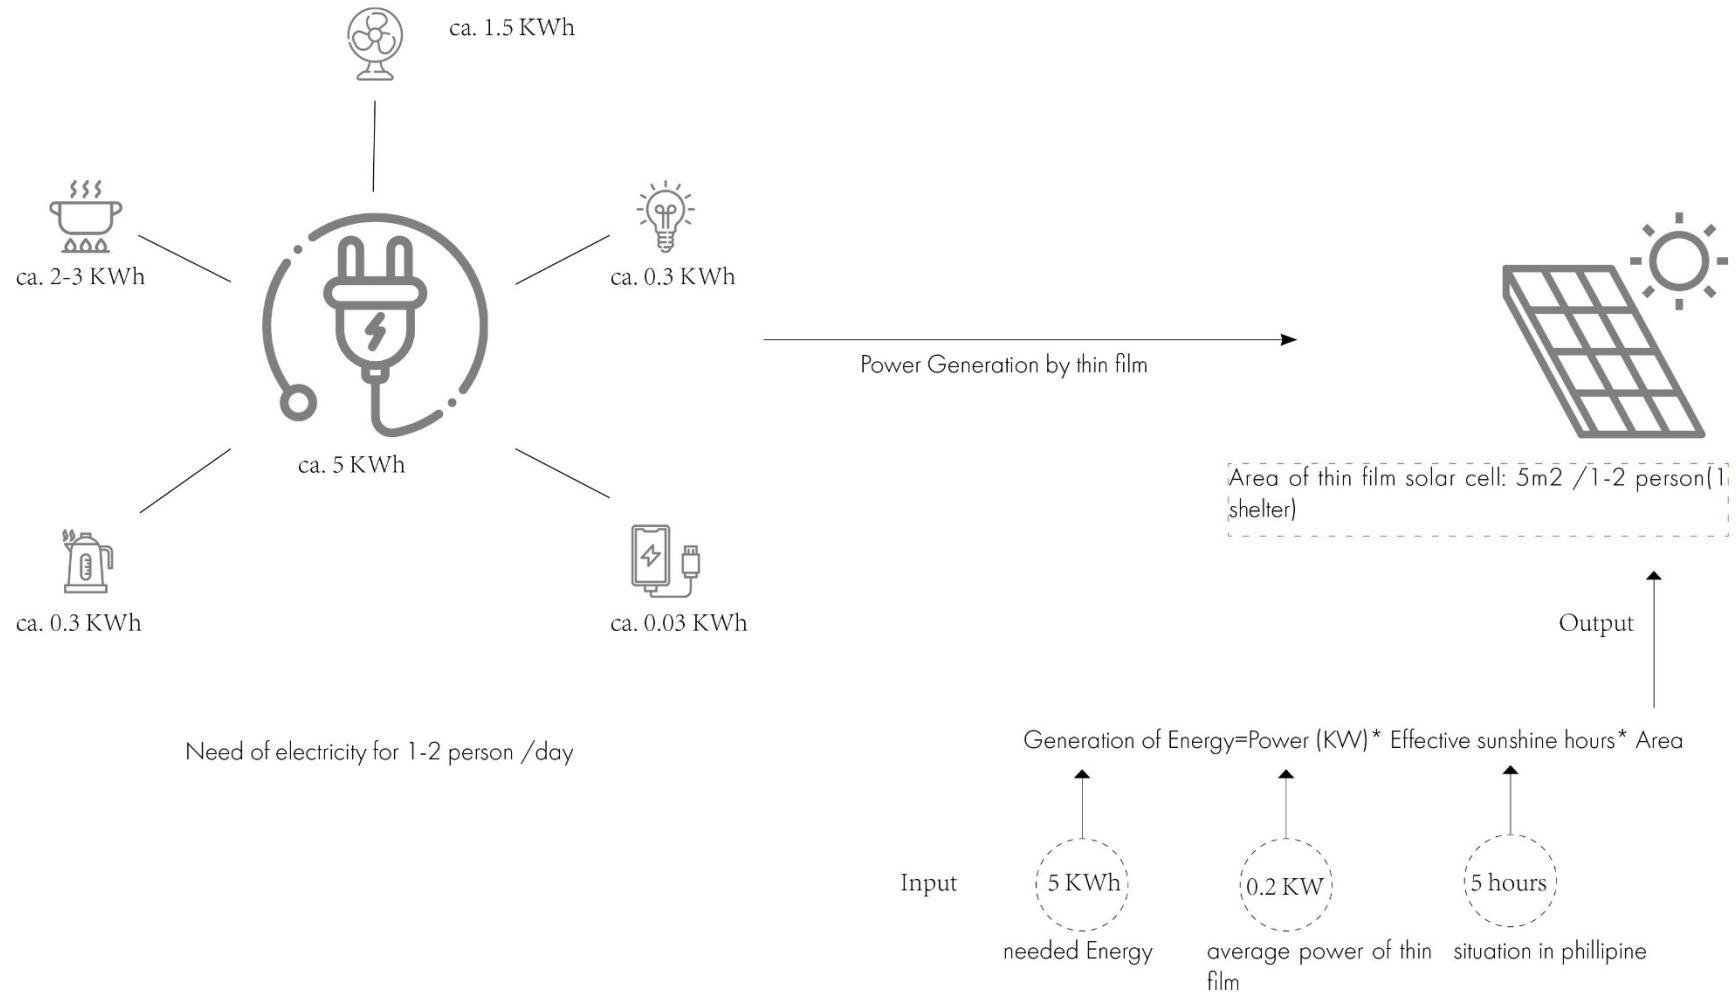 ca. 1.5 KWh
ca. 2-3 KWh
ca. 0.3 KWh
Power Generation by thin film
ca. 5 KWh
Area of thin film solar cell: 5m2 /1-2 person(1
shelter)
ca. 0.3 KWh
ca. 0.03 KWh
Output
Need of electricity for 1-2 person /day
Generation of Energy=Power (KW)* Effective sunshine hours* Area
Input
5 KWh
0.2 KW
5 hours
needed Energy
average power of thin
film
situation in phillipine